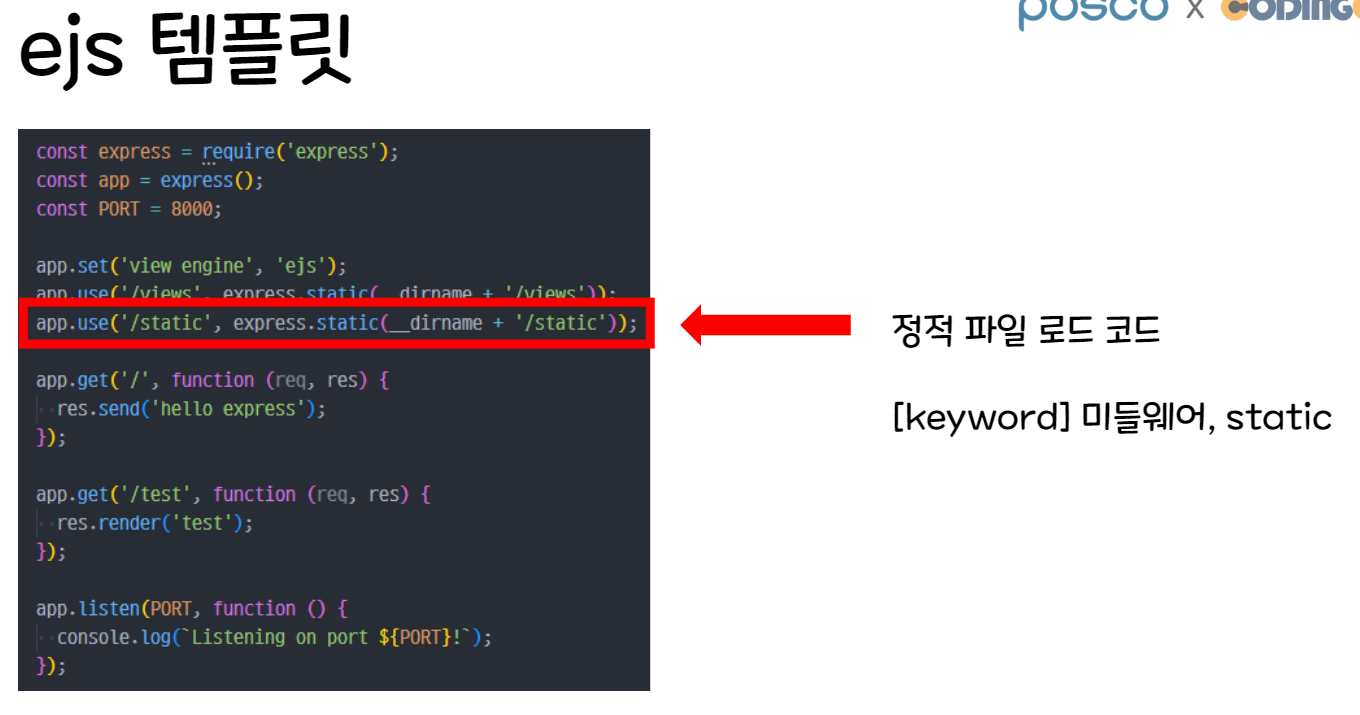 posco x CODING
ejs 템플릿
const express = require('express');
const app = express();
const PORT = 8000;
app.set('view engine', 'ejs');
app.use('/views', express.static(__dirname + '/views'));
app.use('/static', express.static(__dirname + '/static'));
app.get('/', function (req, res) {
res.send('hello express');
});
app.get('/test', function (req, res) {
res.render('test');
});
app.listen(PORT, function () {
console.log(`Listening on port ${PORT}!`);
});
정적 파일 로드 코드
[keyword] 미들웨어, static